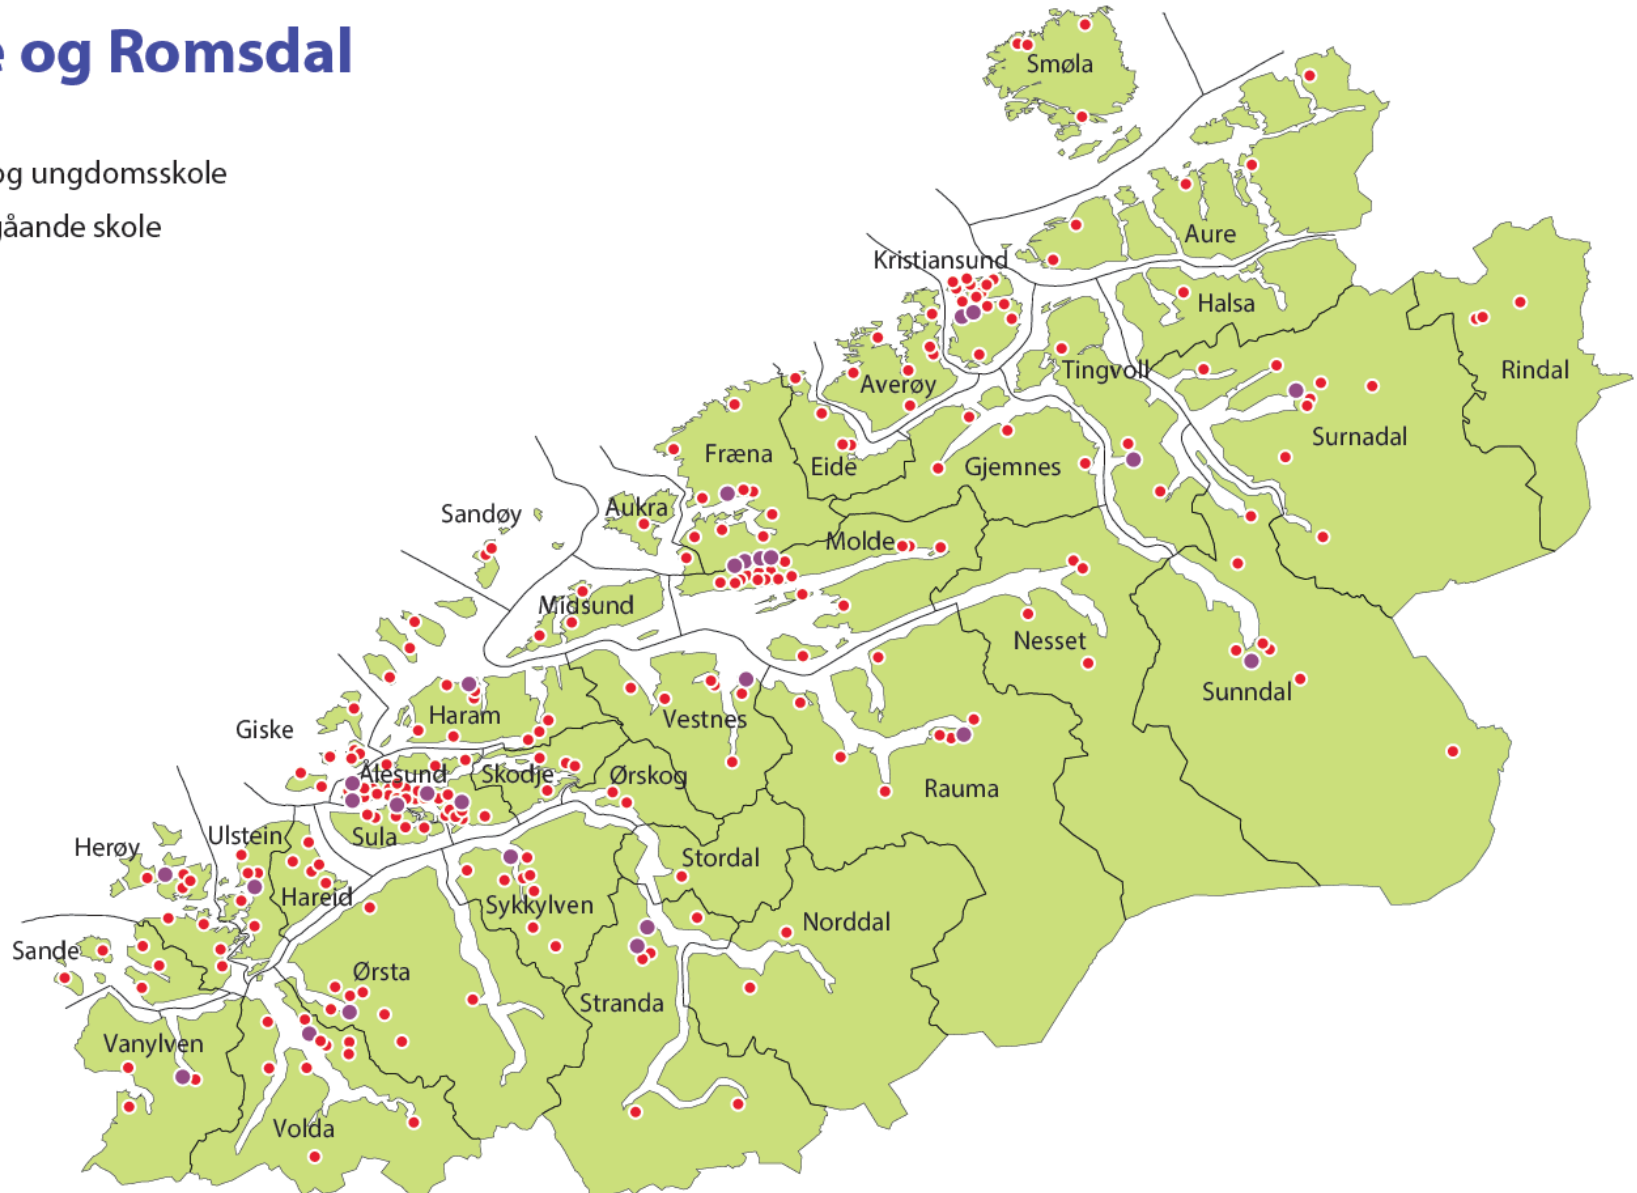 e og Romsdal
og ungdomsskole
gåande skole
Smøla
Aure
Kristiansund
Halsa
Tingvoll
Rindal
Averøy
Surnadal
Fræna
Eide
Gjemnes
Sandøy
Aukra
Molde
Midsund
Nesset
Sunndal
Haram
Vestnes
Giske
Ålesund
Skodje
Ørskog
Rauma
Ulstein
Sula
Herøy
Stordal
Hareid
Sykkylven
Norddal
Sande
Ørsta
Stranda
Vanylven
Volda